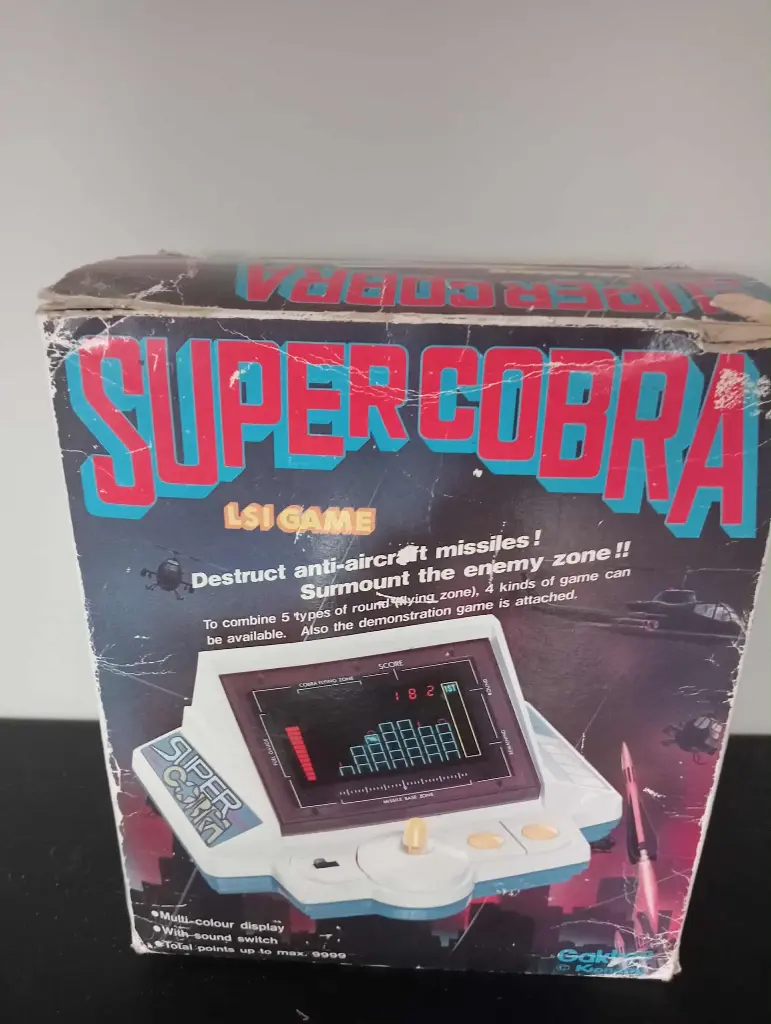 SUPER COBRA
SUPER COBRA
LSI GAME
Destruct anti-aircraft missiles!
Surmount the enemy zone!!
To combine 5 types of round (flying zone), 4 kinds of game can
be available. Also the demonstration game is attached.
SCORE
COBRA FLYING ZONE
182
1ST
ROUND
FUEL GAUGE
MISSILE BASE ZONE
SUPER
COBRA
•Multi-colour display
•With sound switch
•Total points up to max. 9999
Gakken
© Konami